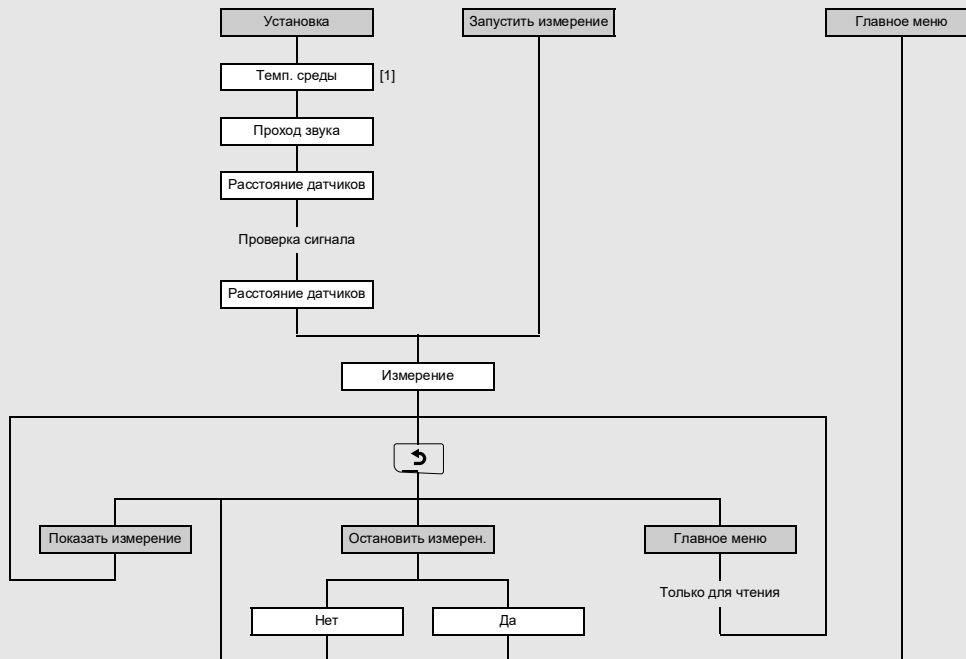 Установка
Запустить измерение
Главное меню
Темп. среды [1]
Проход звука
Расстояние датчиков
Проверка сигнала
Расстояние датчиков
Измерение
Показать измерение
Остановить измерен.
Главное меню
Только для чтения
Нет
Да